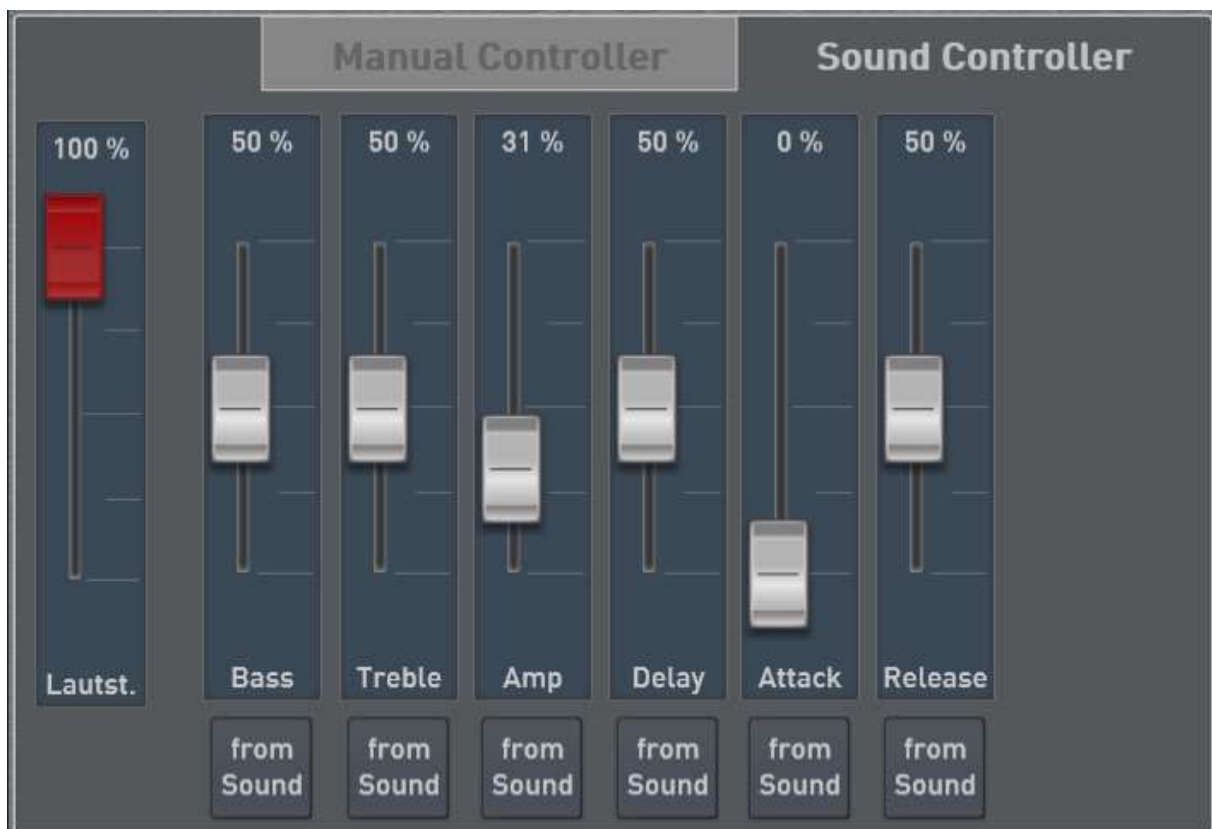 Manual Controller
Sound Controller
100 %
50 %
50 %
31 %
50 %
0 %
50 %
Lautst.
Bass
Treble
Amp
Delay
Attack
Release
from
Sound
from
Sound
from
Sound
from
Sound
from
Sound
from
Sound